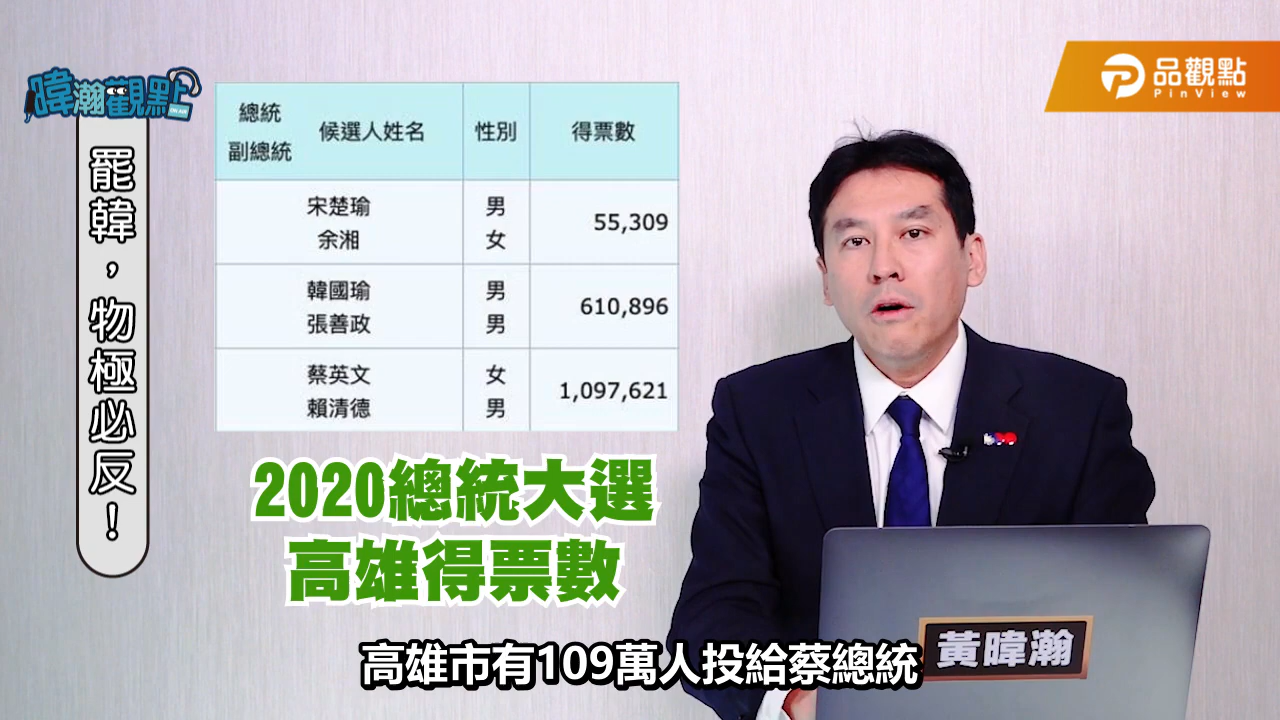 暐瀚觀點
罷韓，物極必反！
總統
副總統
候選人姓名
性別
得票數
宋楚瑜
余湘
男
女
55,309
韓國瑜
張善政
男
男
610,896
蔡英文
賴清德
女
男
1,097,621
2020總統大選
高雄得票數
品觀點
PinView
黃暐瀚
高雄市有109萬人投給蔡總統